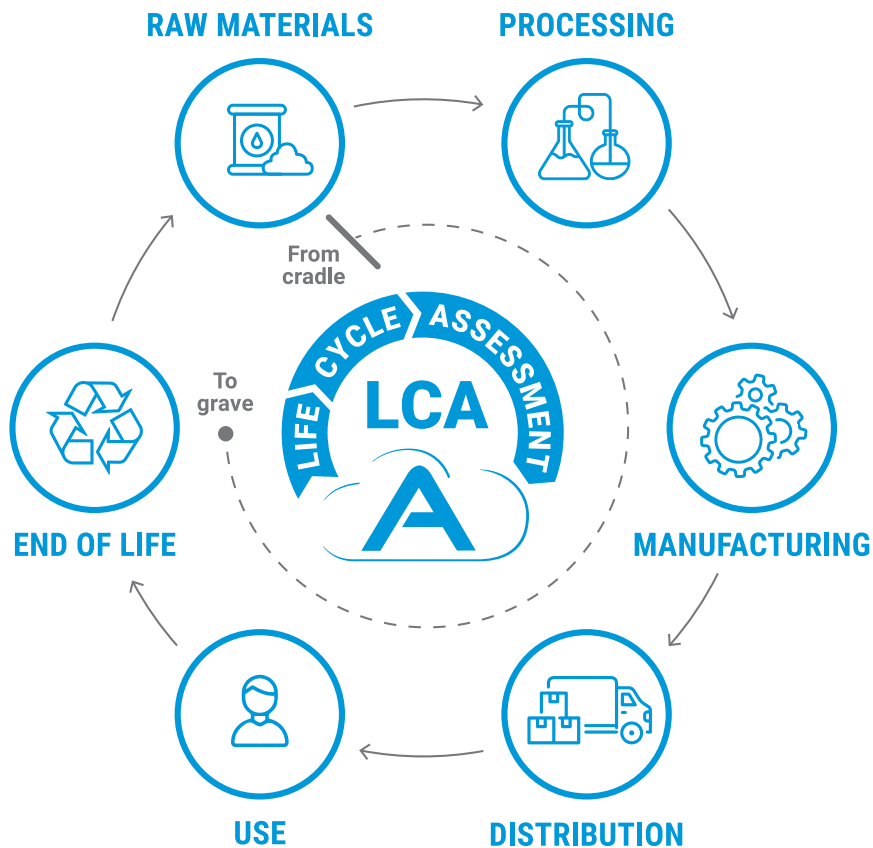 RAW MATERIALS
PROCESSING
From
cradle
LIFE CYCLE ASSESSMENT
LCA
A
To
grave
END OF LIFE
MANUFACTURING
USE
DISTRIBUTION